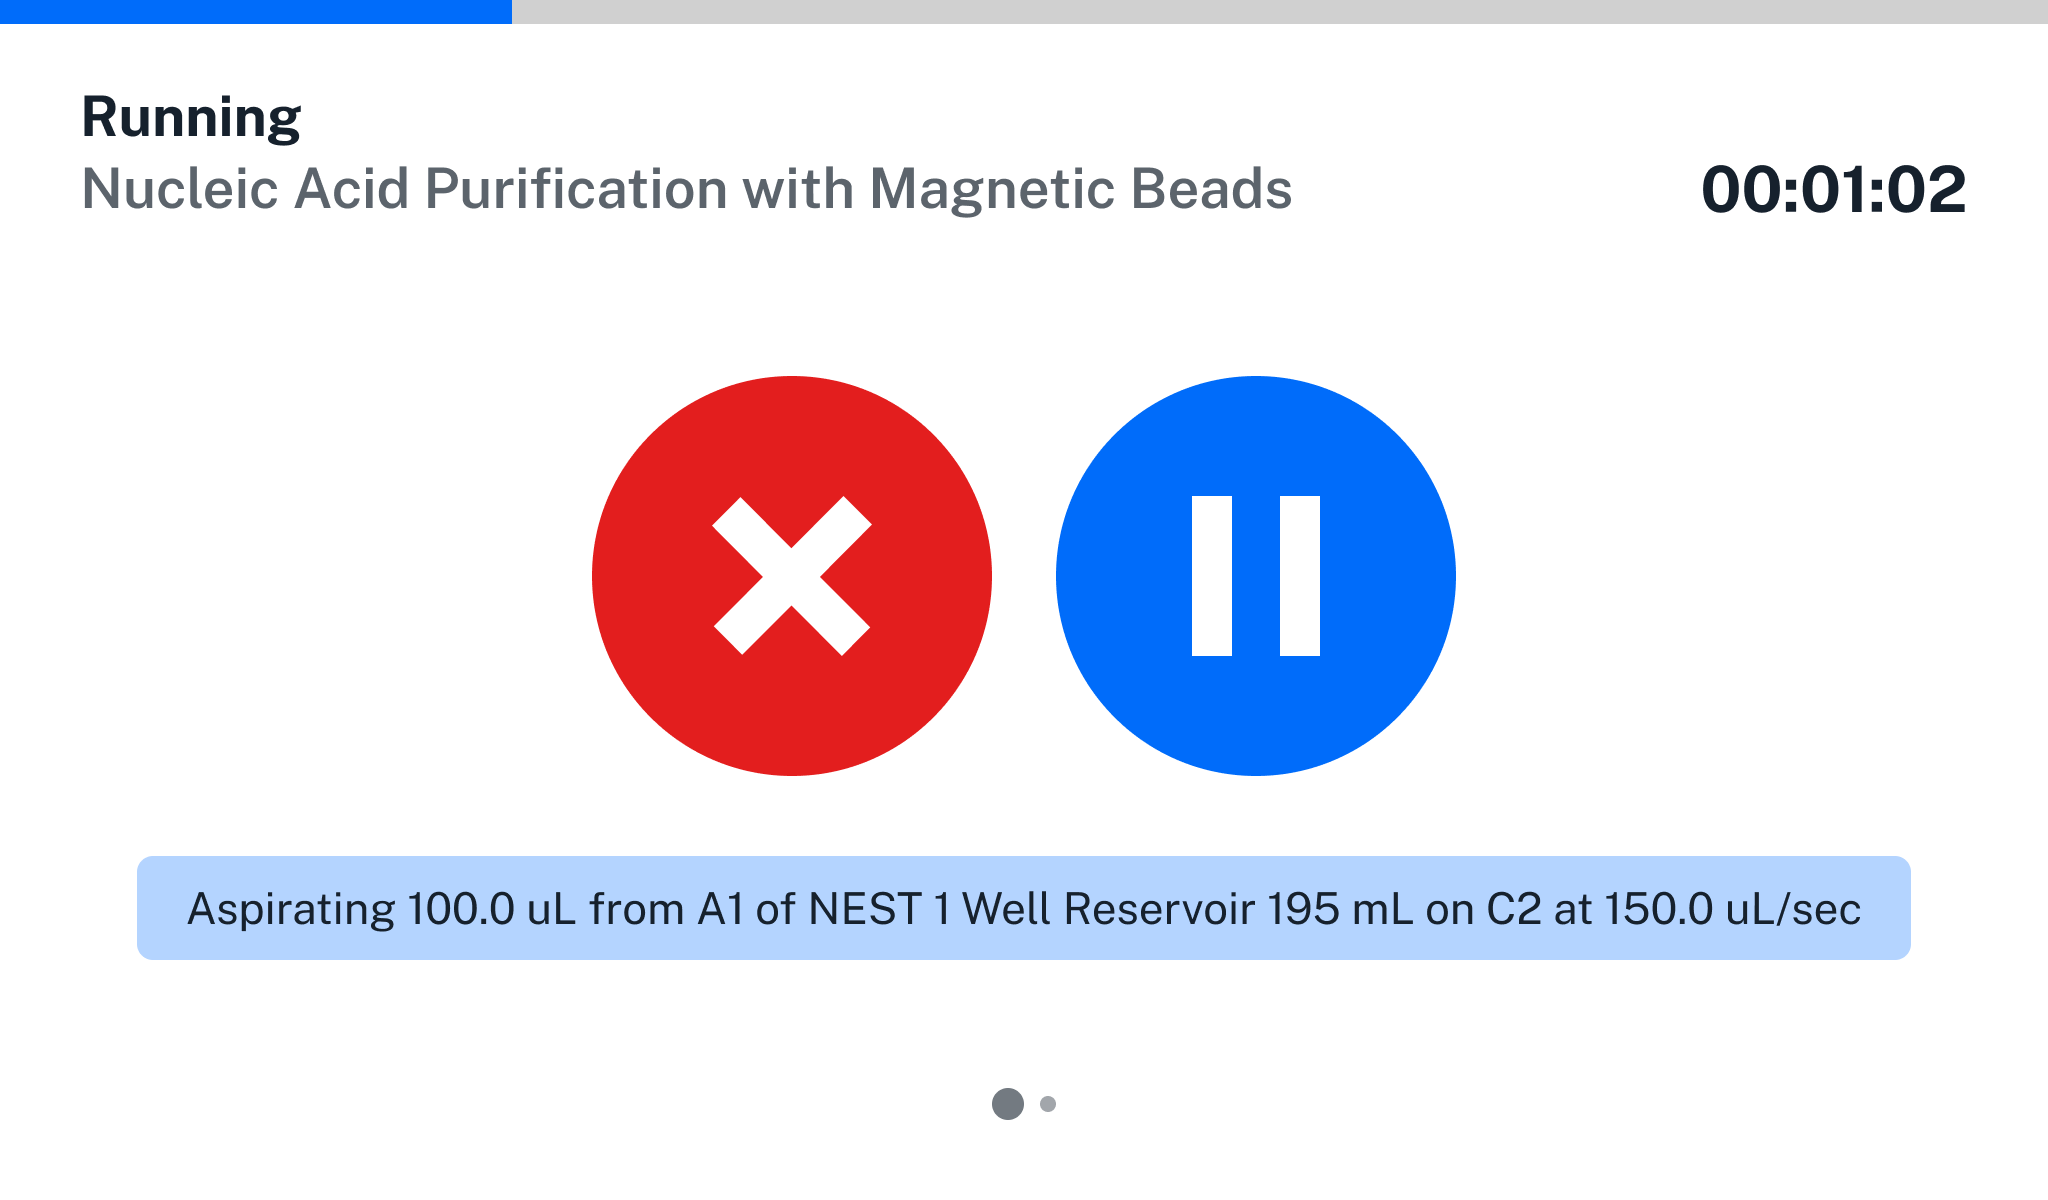 Running
Nucleic Acid Purification with Magnetic Beads
00:01:02
Aspirating 100.0 uL from A1 of NEST 1 Well Reservoir 195 mL on C2 at 150.0 uL/sec